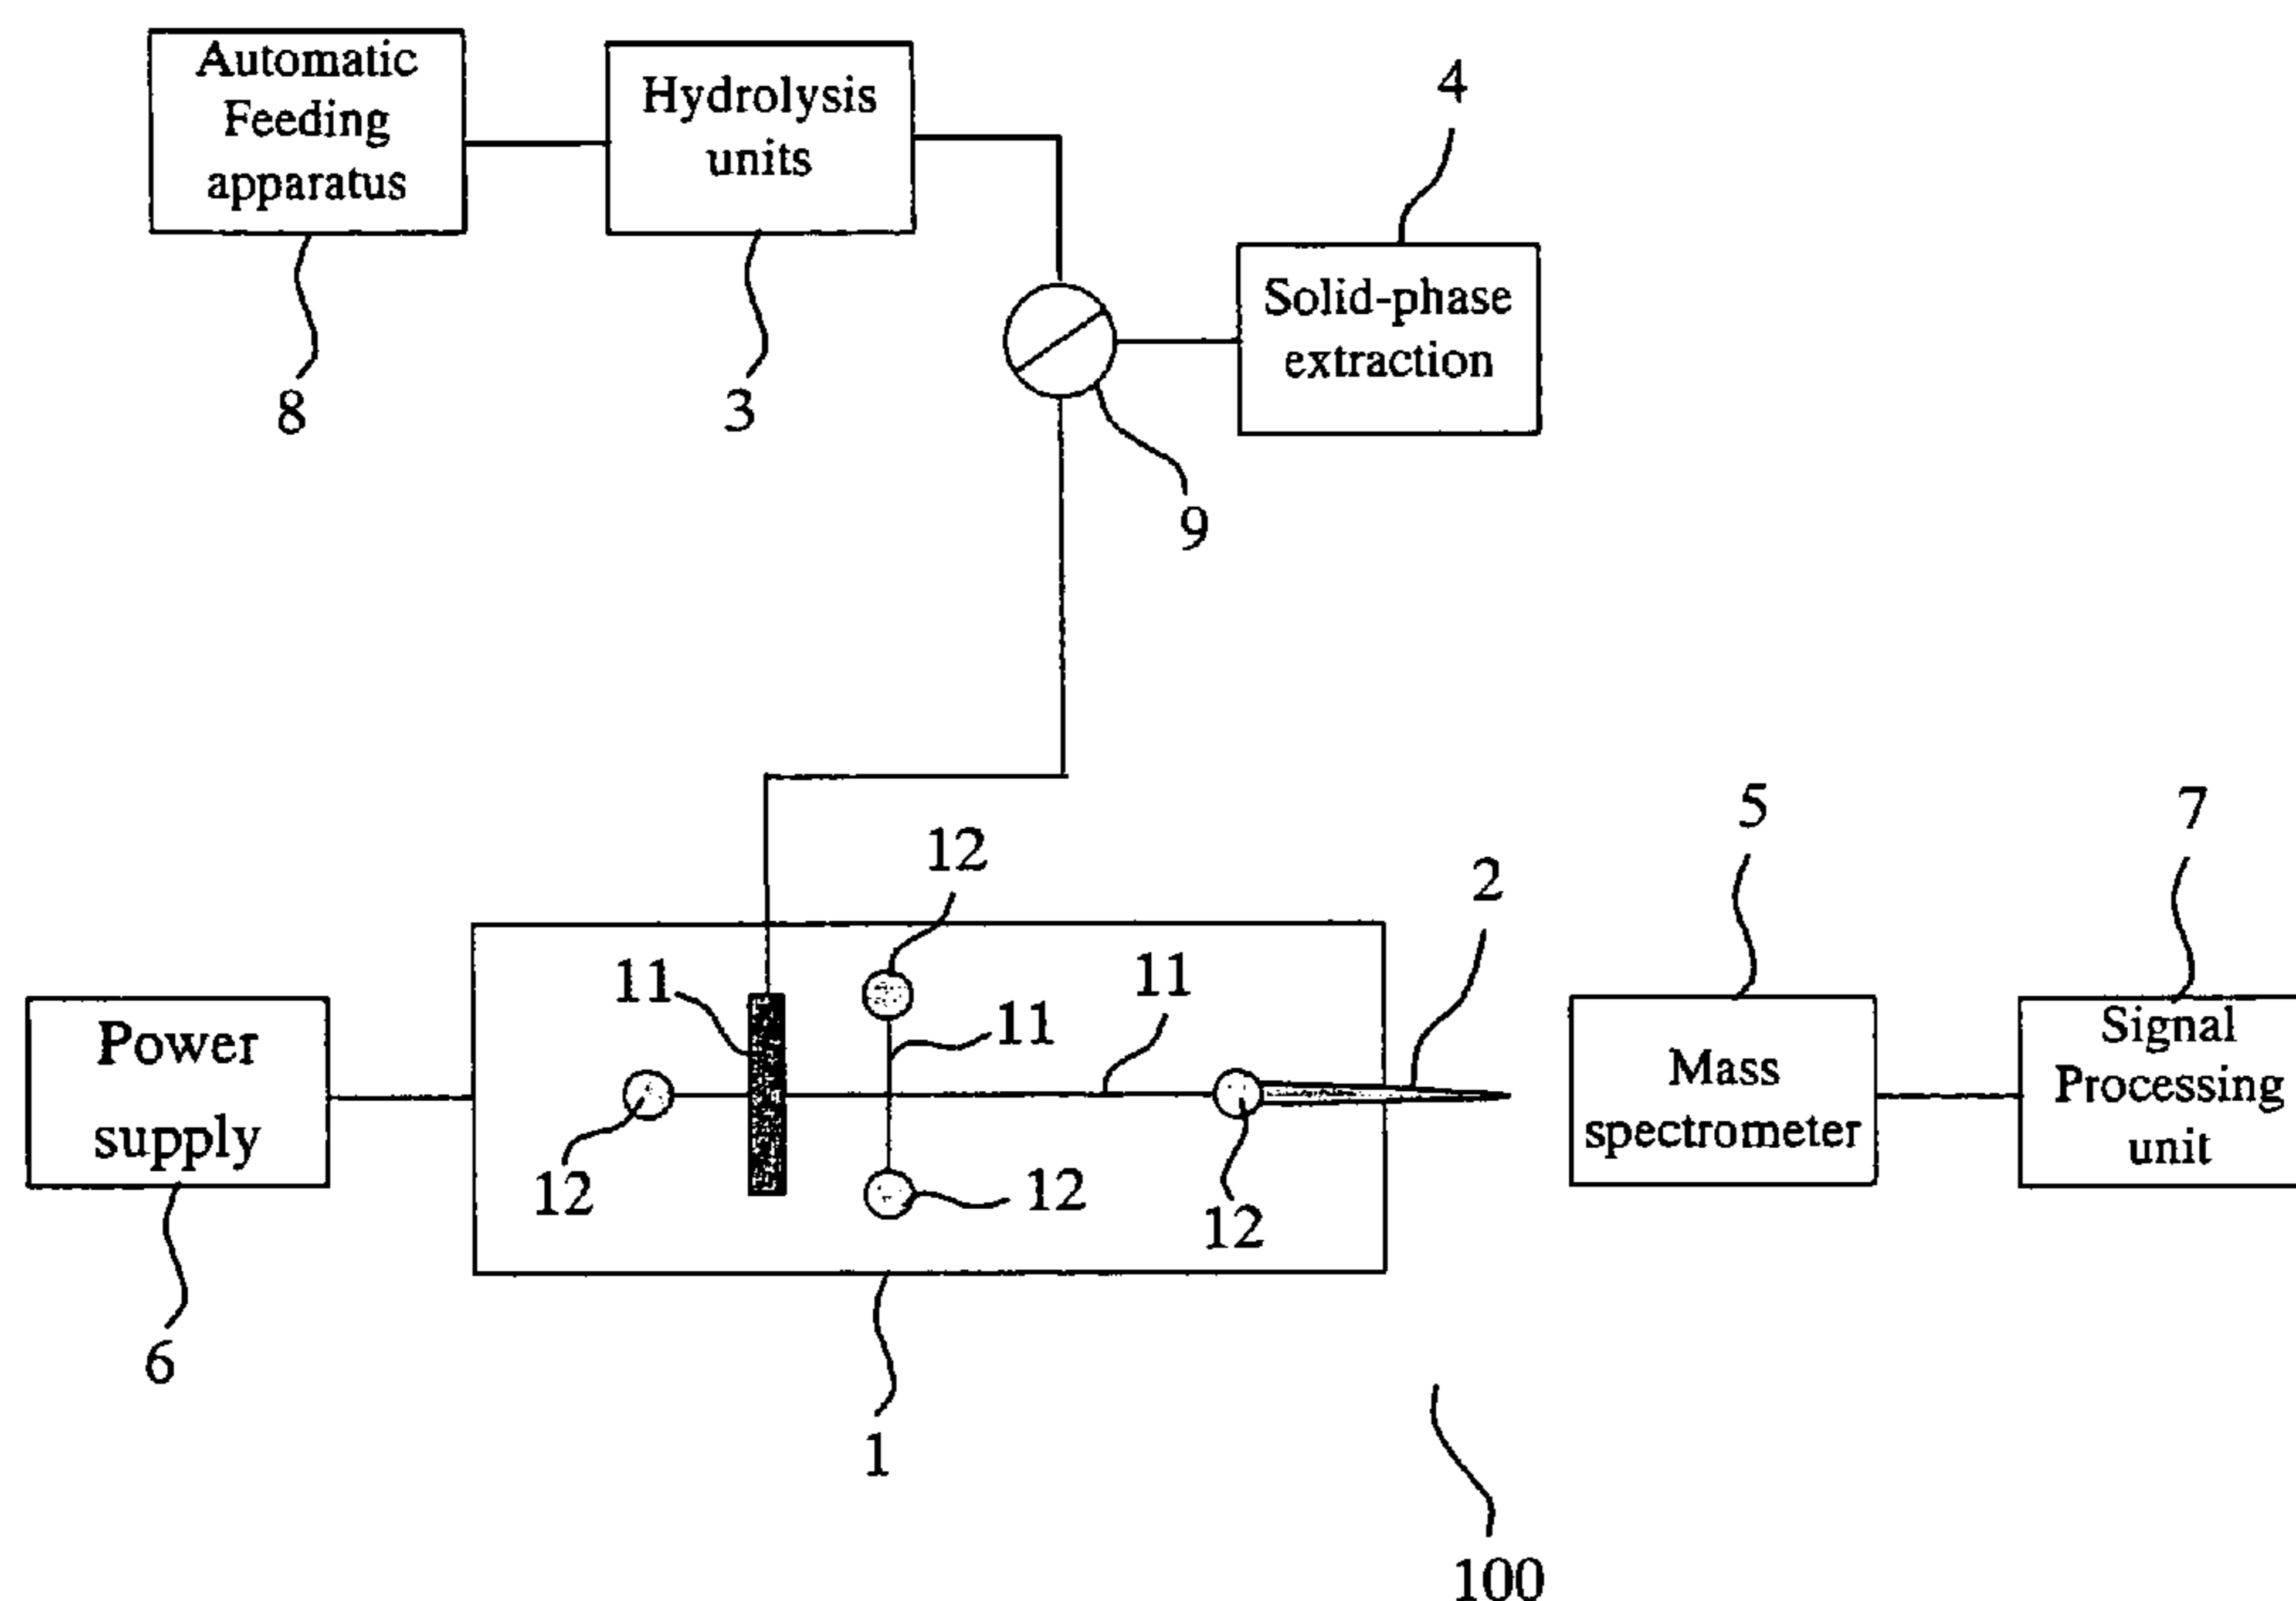 Automatic
Feeding
apparatus
Hydrolysis
units
4
Solid-phase
extraction
8
3
9
5
7
12
2
11
11
11
Power
supply
Mass
spectrometer
Signal
Processing
unit
12
12
12
6
1
100